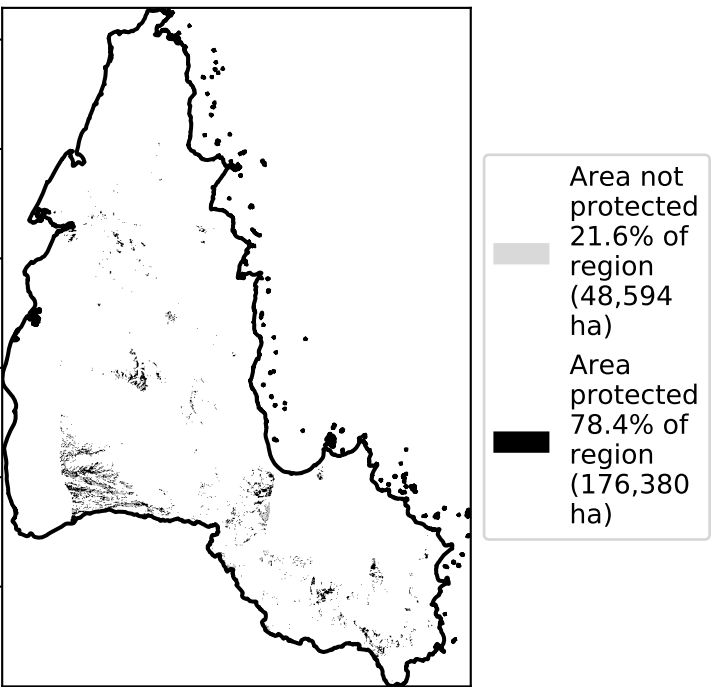 Area not
protected
21.6% of
region
(48,594
ha)
Area
protected
78.4% of
region
(176,380
ha)